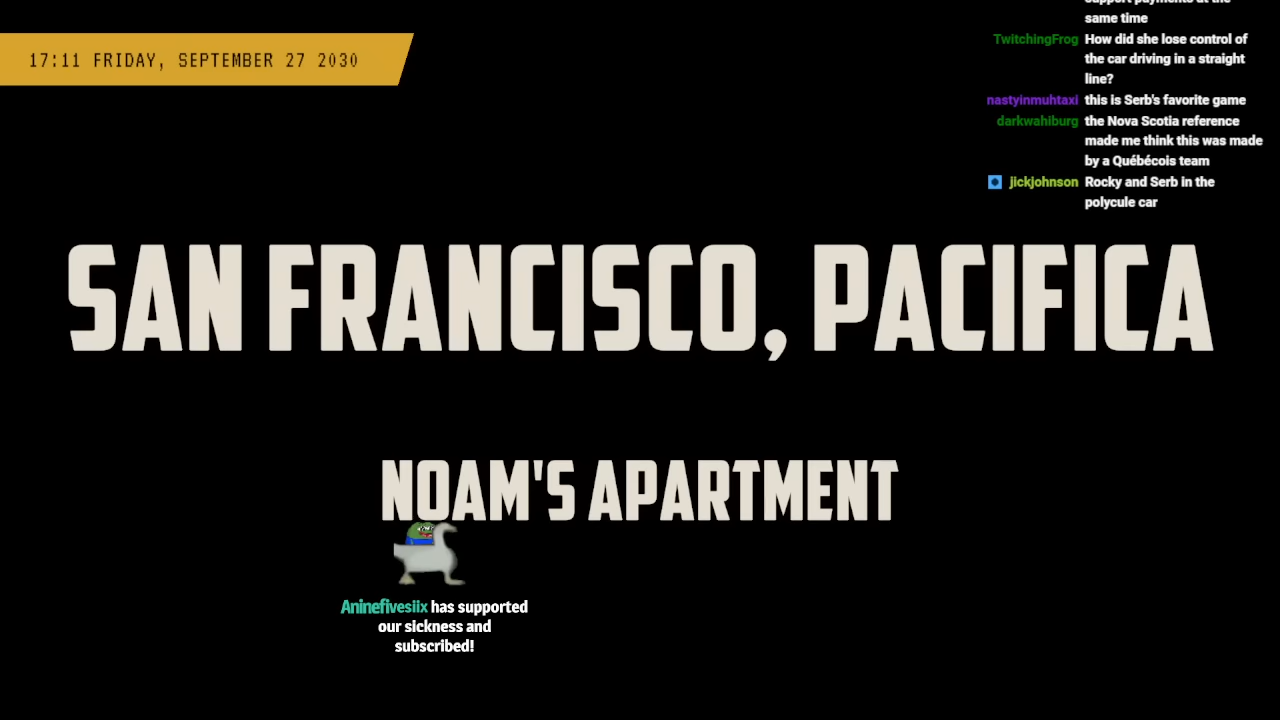 support payments at the
same time
17:11 FRIDAY, SEPTEMBER 27 2030
TwitchingFrog How did she lose control of
the car driving in a straight
line?
nastyinmuhtaxi this is Serb's favorite game
darkwahlburg the Nova Scotia reference
made me think this was made
by a Québécois team
jickjohnson Rocky and Serb in the
polycule car
SAN FRANCISCO, PACIFICA
NOAM'S APARTMENT
Aninefivesiix has supported
our sickness and
subscribed!